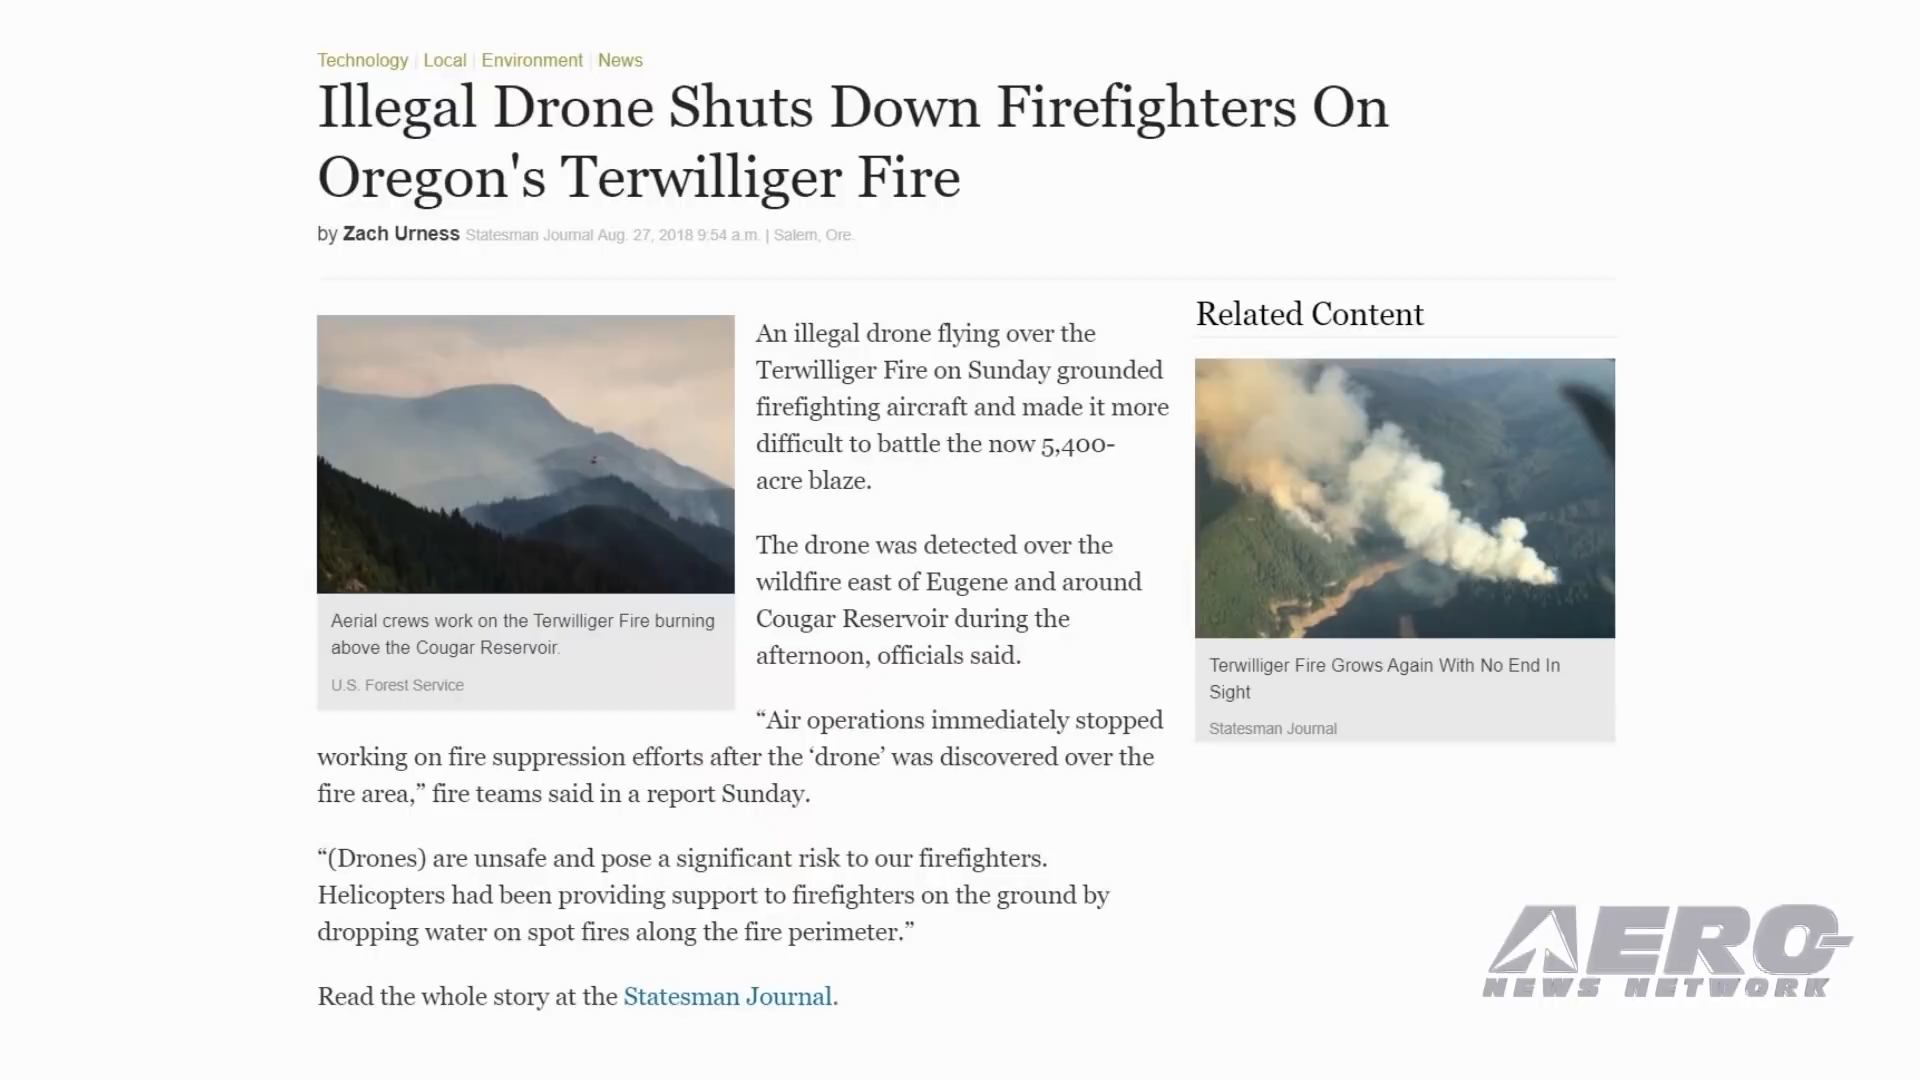 Technology | Local | Environment | News
Illegal Drone Shuts Down Firefighters On
Oregon's Terwilliger Fire
by Zach Urness Statesman Journal Aug. 27, 2018 9:54 a.m. | Salem, Ore.
An illegal drone flying over the
Terwilliger Fire on Sunday grounded
firefighting aircraft and made it more
difficult to battle the now 5,400-
acre blaze.
The drone was detected over the
wildfire east of Eugene and around
Cougar Reservoir during the
afternoon, officials said.
“Air operations immediately stopped
working on fire suppression efforts after the ‘drone’ was discovered over the
fire area,” fire teams said in a report Sunday.
“(Drones) are unsafe and pose a significant risk to our firefighters.
Helicopters had been providing support to firefighters on the ground by
dropping water on spot fires along the fire perimeter.”
Read the whole story at the Statesman Journal.
Aerial crews work on the Terwilliger Fire burning
above the Cougar Reservoir.
U.S. Forest Service
Related Content
Terwilliger Fire Grows Again With No End In
Sight
Statesman Journal
AERO-
NEWS NETWORK